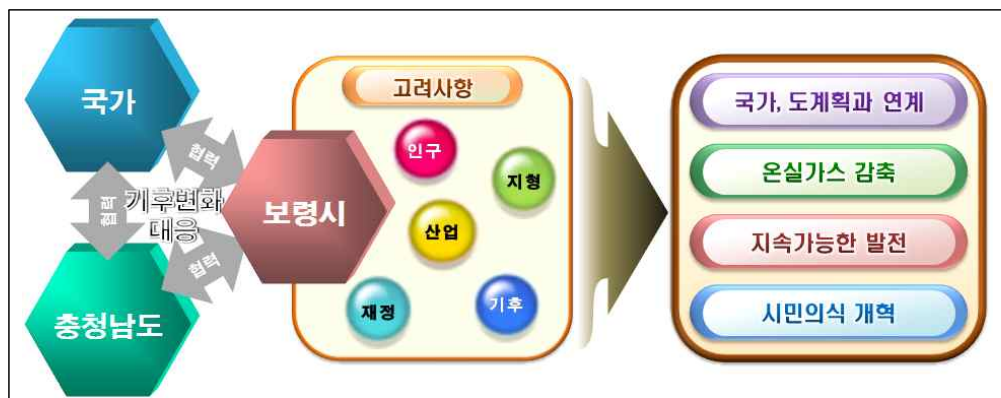 국가
협력
협력
기후변화
대응
협력
충청남도
보령시
고려사항
인구
지형
산업
재정
기후
국가, 도계획과 연계
온실가스 감축
지속가능한 발전
시민의식 개혁